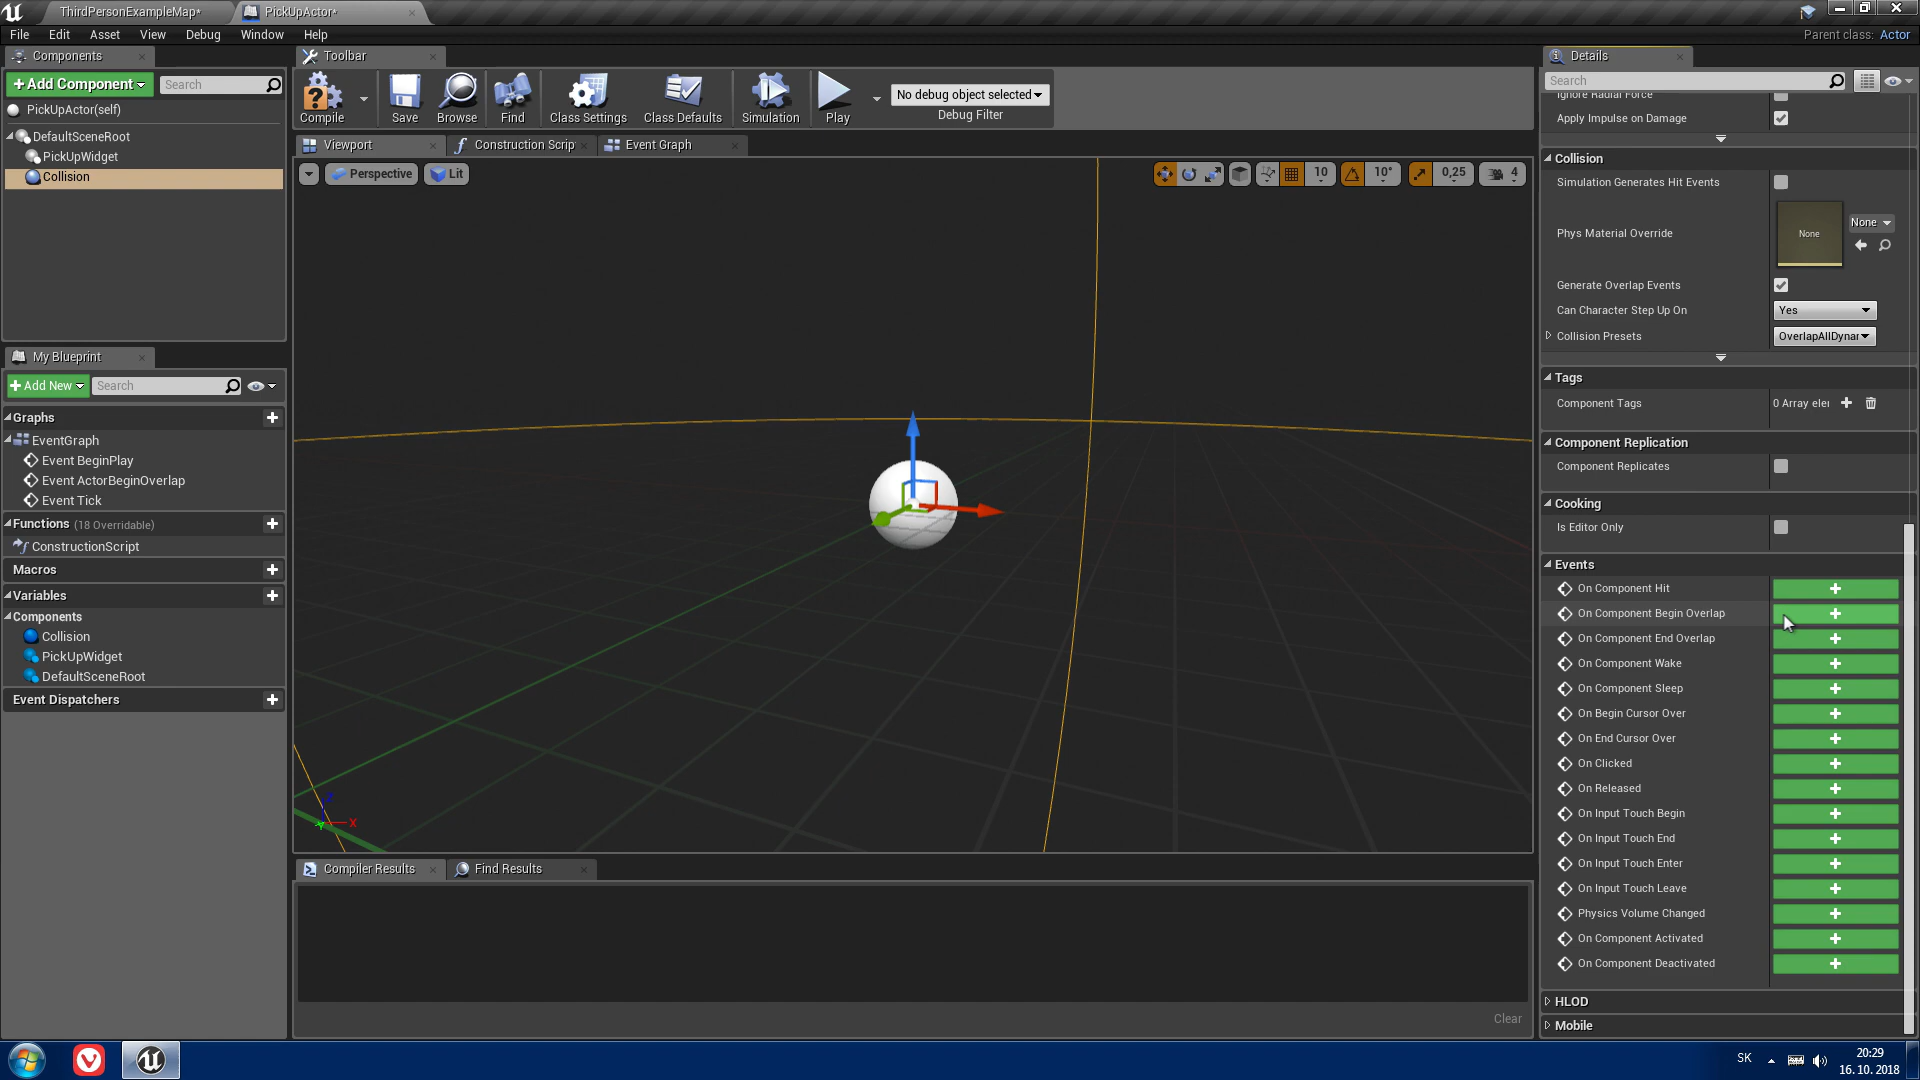 ThirdPersonExampleMap*
PickUpActor*
File Edit Asset View Debug Window Help
Parent class: Actor
Components
+ Add Component
Search
PickUpActor(self)
DefaultSceneRoot
PickUpWidget
Collision
My Blueprint
+ Add New
Search
Graphs
EventGraph
Event BeginPlay
Event ActorBeginOverlap
Event Tick
Functions (18 Overridable)
ConstructionScript
Macros
Variables
Components
Collision
PickUpWidget
DefaultSceneRoot
Event Dispatchers
Toolbar
Compile
Save
Browse
Find
Class Settings
Class Defaults
Simulation
Play
No debug object selected
Debug Filter
Viewport
Construction Scrip
Event Graph
Perspective
Lit
10
10°
0,25
4
Z
X
Y
Compiler Results
Find Results
Clear
Details
Search
Ignore Radial Force
Apply Impulse on Damage
Collision
Simulation Generates Hit Events
Phys Material Override
None
None
Generate Overlap Events
Can Character Step Up On
Yes
Collision Presets
OverlapAllDynar
Tags
Component Tags
0 Array eler
Component Replication
Component Replicates
Cooking
Is Editor Only
Events
On Component Hit
On Component Begin Overlap
On Component End Overlap
On Component Wake
On Component Sleep
On Begin Cursor Over
On End Cursor Over
On Clicked
On Released
On Input Touch Begin
On Input Touch End
On Input Touch Enter
On Input Touch Leave
Physics Volume Changed
On Component Activated
On Component Deactivated
HLOD
Mobile
SK
20:29
16. 10. 2018